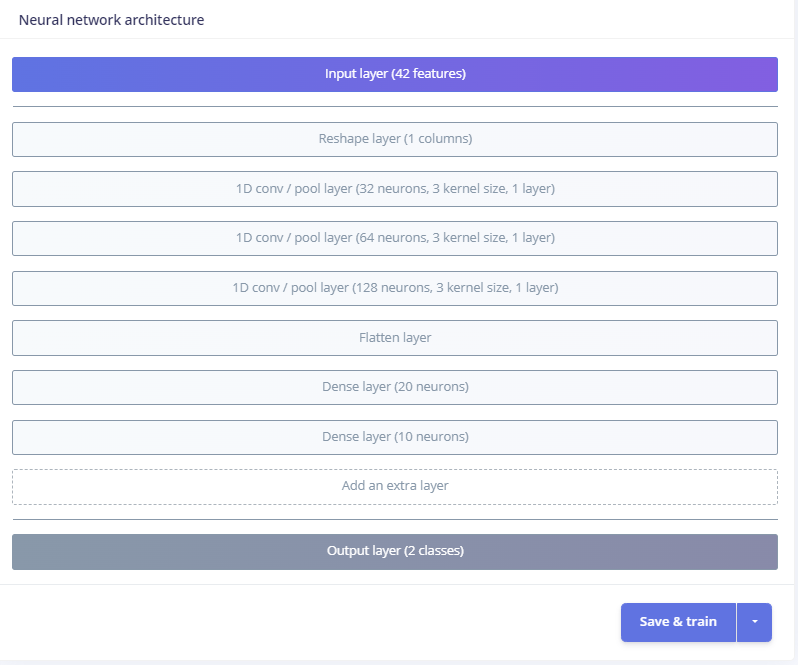 Neural network architecture
Input layer (42 features)
Reshape layer (1 columns)
1D conv / pool layer (32 neurons, 3 kernel size, 1 layer)
1D conv / pool layer (64 neurons, 3 kernel size, 1 layer)
1D conv / pool layer (128 neurons, 3 kernel size, 1 layer)
Flatten layer
Dense layer (20 neurons)
Dense layer (10 neurons)
Add an extra layer
Output layer (2 classes)
Save & train